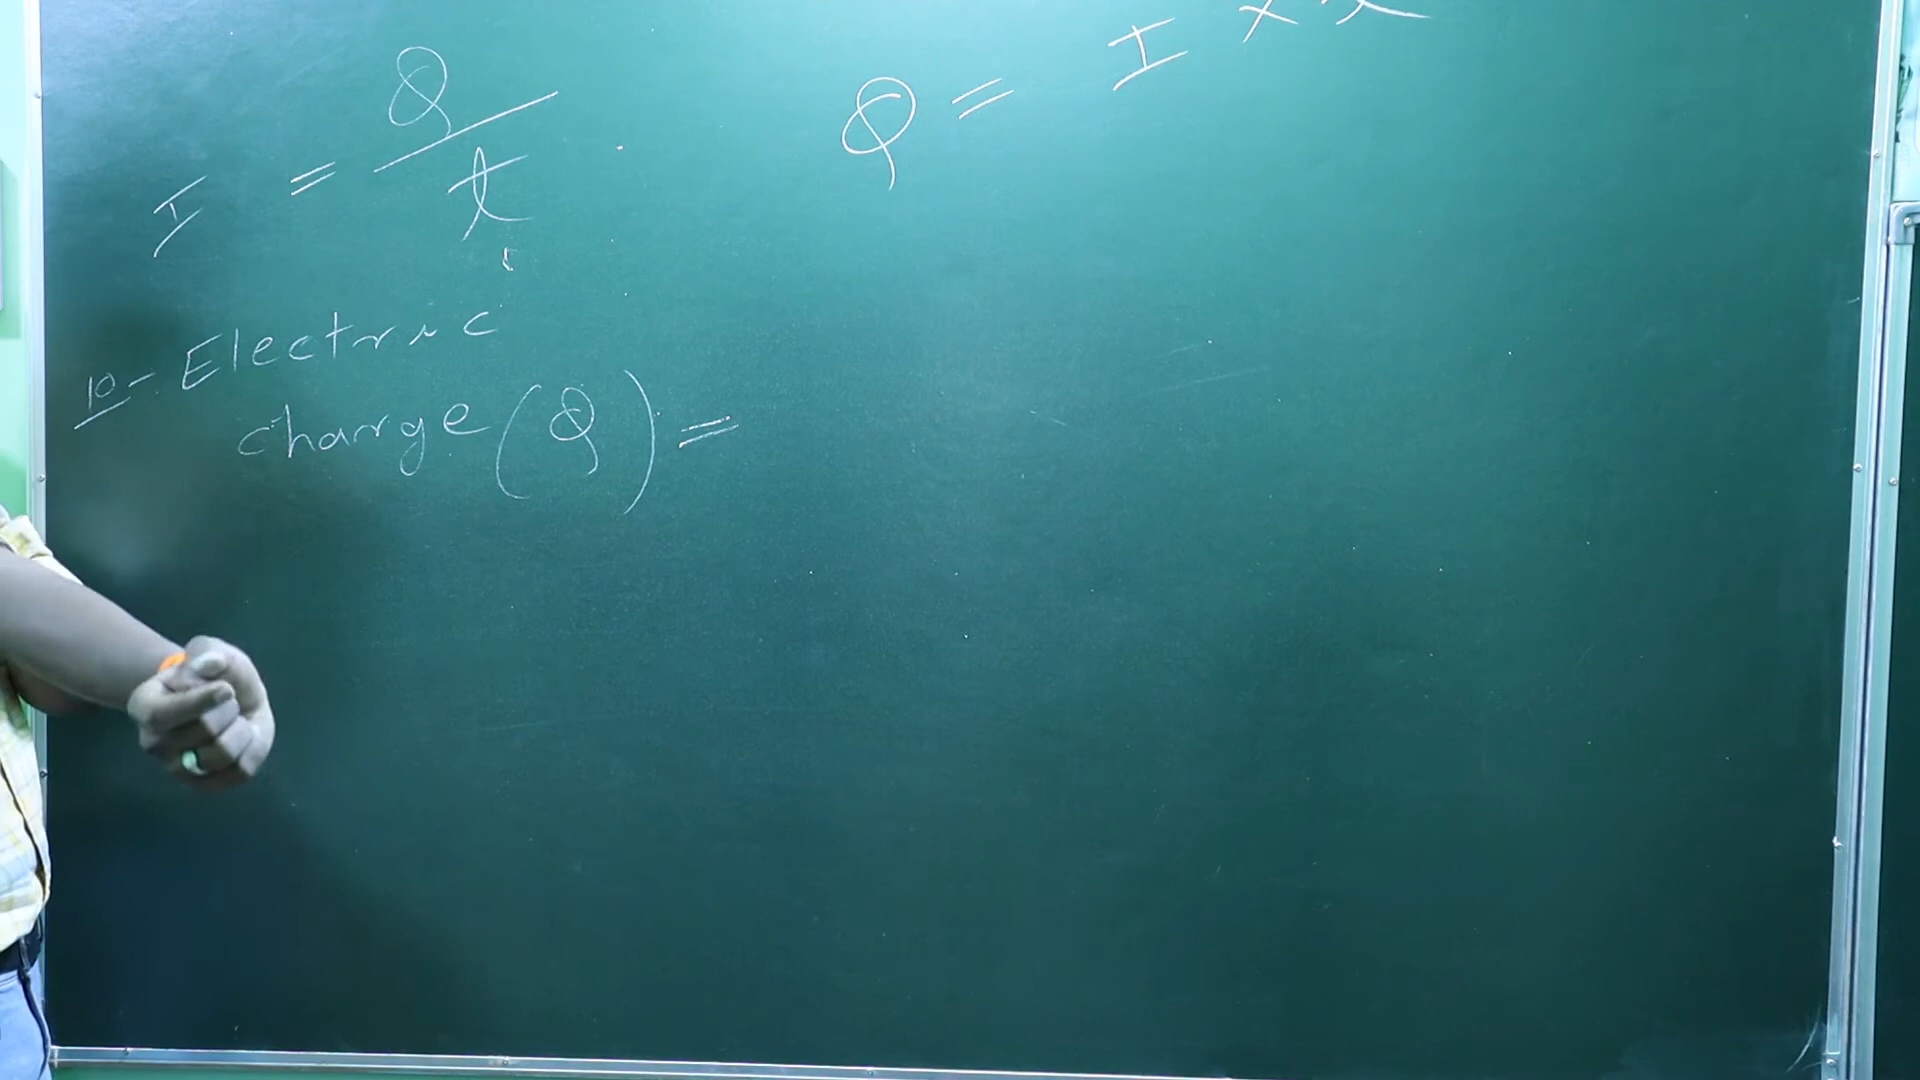 I = Q/t
Q = I × t
10- Electric
charge (Q) =